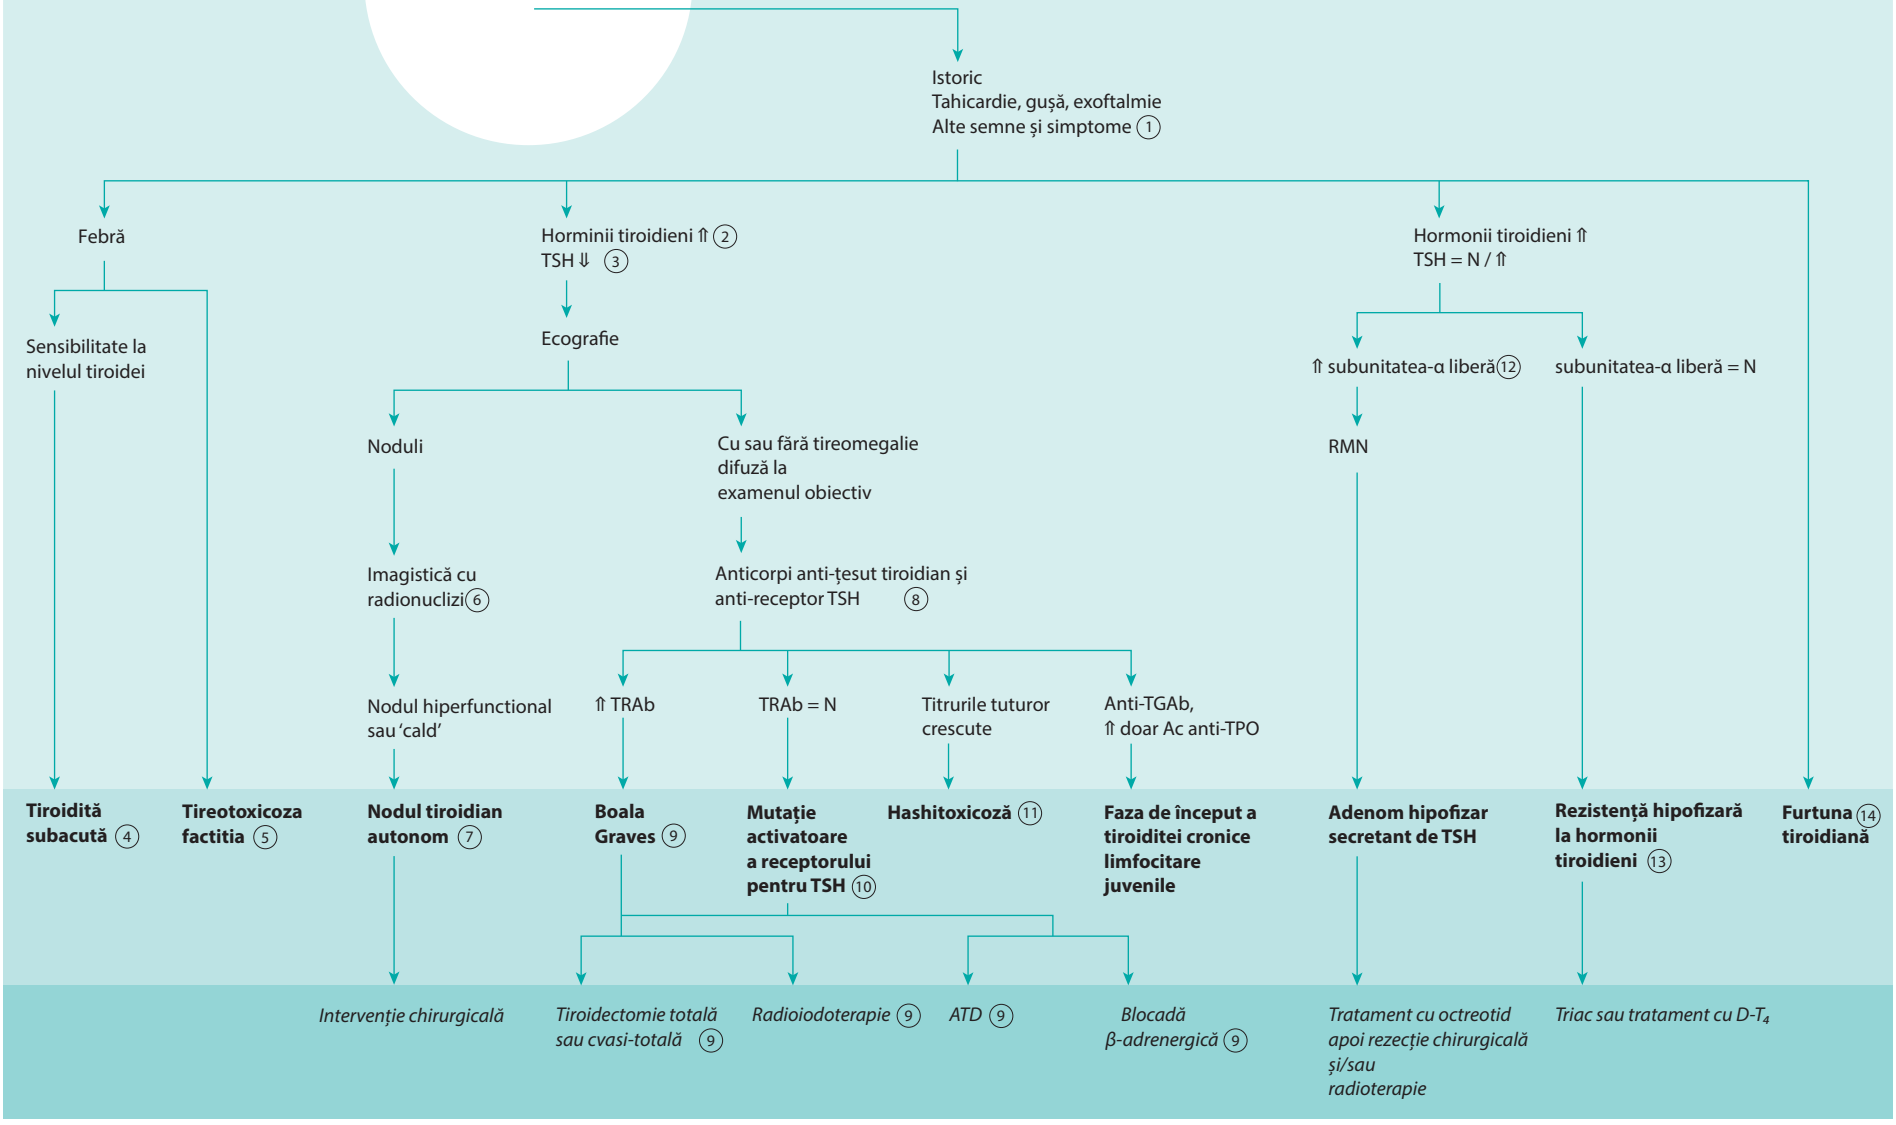 Istoric
Tahicardie, gușă, exoftalmie
Alte semne și simptome 1
Febră
Horminii tiroidieni ⇑ 2
TSH ⇓ 3
Hormonii tiroidieni ⇑
TSH = N / ⇑
Ecografie
Sensibilitate la
nivelul tiroidei
⇑ subunitatea-α liberă 12
subunitatea-α liberă = N
Noduli
Cu sau fără tireomegalie
difuză la
examenul obiectiv
RMN
Imagistică cu
radionuclizi 6
Anticorpi anti-țesut tiroidian și
anti-receptor TSH 8
Nodul hiperfunctional
sau ‘cald’
⇑ TRAb
TRAb = N
Titrurile tuturor
crescute
Anti-TGAb,
⇑ doar Ac anti-TPO
Tiroidită
subacută 4
Tireotoxicoza
factitia 5
Nodul tiroidian
autonom 7
Boala
Graves 9
Mutație
activatoare
a receptorului
pentru TSH 10
Hashitoxicoză 11
Faza de început a
tiroiditei cronice
limfocitare
juvenile
Adenom hipofizar
secretant de TSH
Rezistență hipofizară
la hormonii
tiroidieni 13
Furtuna 14
tiroidiană
Intervenție chirurgicală
Tiroidectomie totală
sau cvasi-totală 9
Radioiodoterapie 9
ATD 9
Blocadă
β-adrenergică 9
Tratament cu octreotid
apoi rezecție chirurgicală
și/sau
radioterapie
Triac sau tratament cu D-T₄